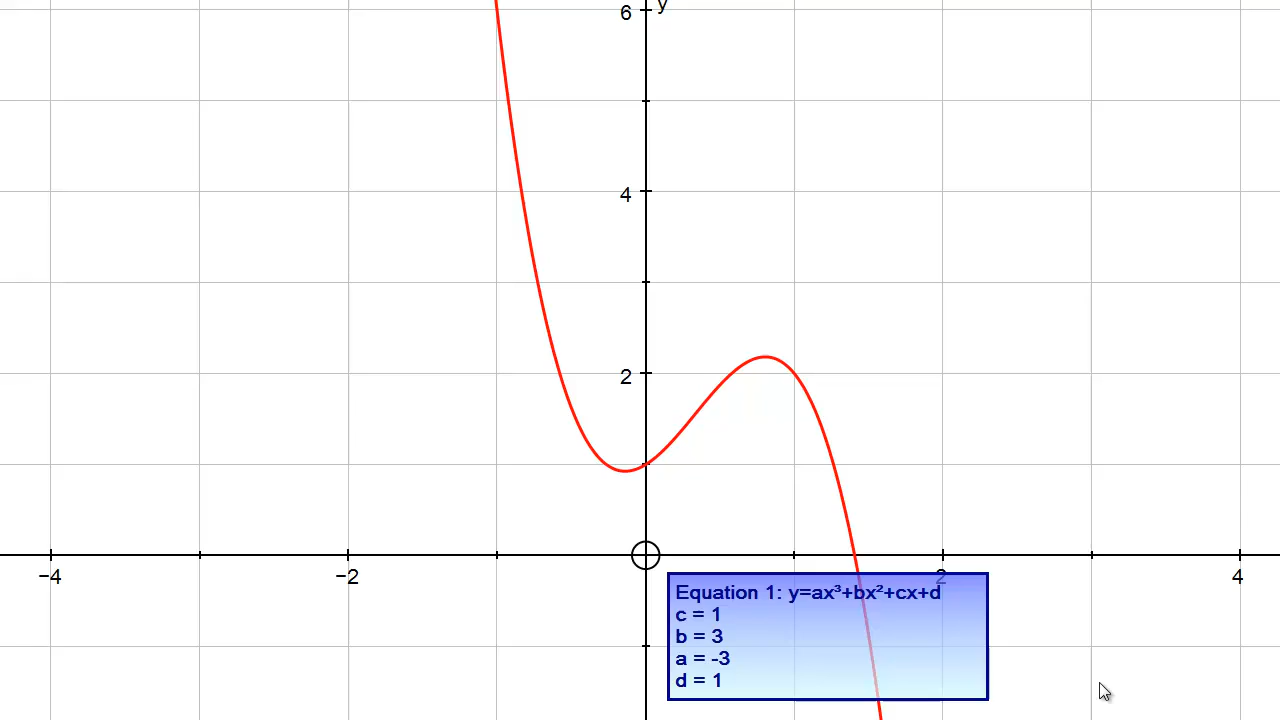 y
6
4
2
−4
−2
2
4
Equation 1: y=ax³+bx²+cx+d
c = 1
b = 3
a = -3
d = 1